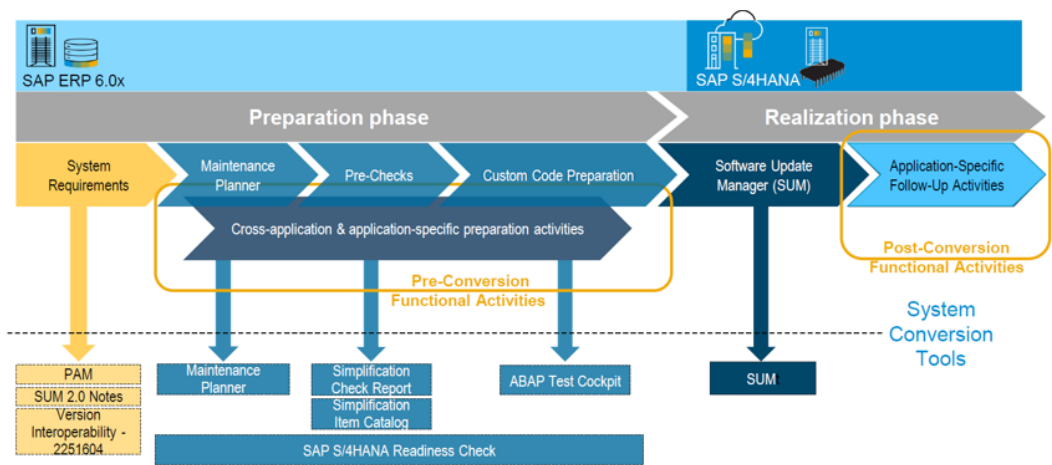 SAP ERP 6.0x
SAP S/4HANA
Preparation phase
Realization phase
System
Requirements
Maintenance
Planner
Pre-Checks
Custom Code Preparation
Software Update
Manager (SUM)
Application-Specific
Follow-Up Activities
Cross-application & application-specific preparation activities
Pre-Conversion
Functional Activities
Post-Conversion
Functional Activities
System
Conversion
Tools
PAM
SUM 2.0 Notes
Version
Interoperability -
2251604
Maintenance
Planner
Simplification
Check Report
Simplification
Item Catalog
ABAP Test Cockpit
SUM
SAP S/4HANA Readiness Check